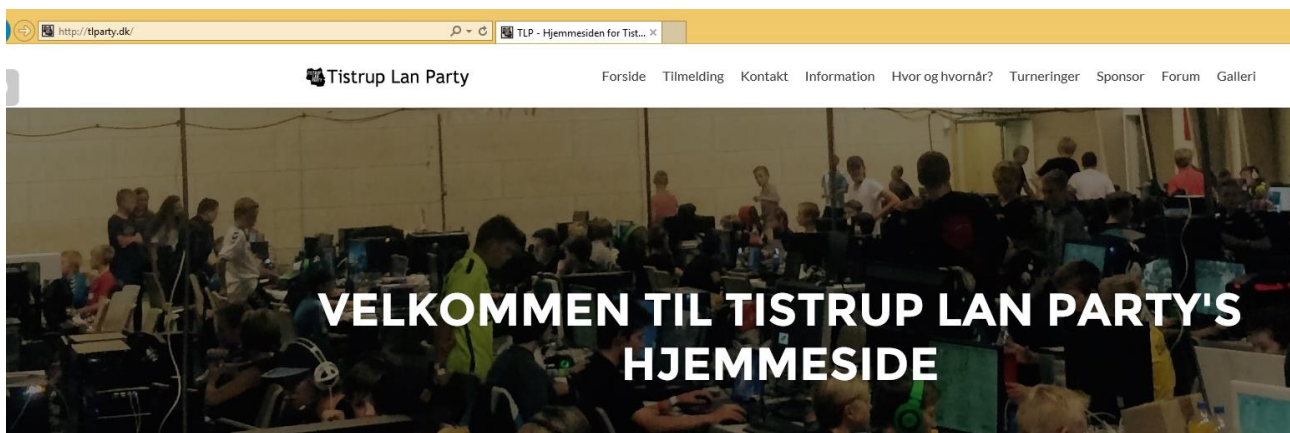 http://tlparty.dk/
TLP - Hjemmesiden for Tist...
Tistrup Lan Party
Forside Tilmelding Kontakt Information Hvor og hvornår? Turneringer Sponsor Forum Galleri
VELKOMMEN TIL TISTRUP LAN PARTY'S
HJEMMESIDE